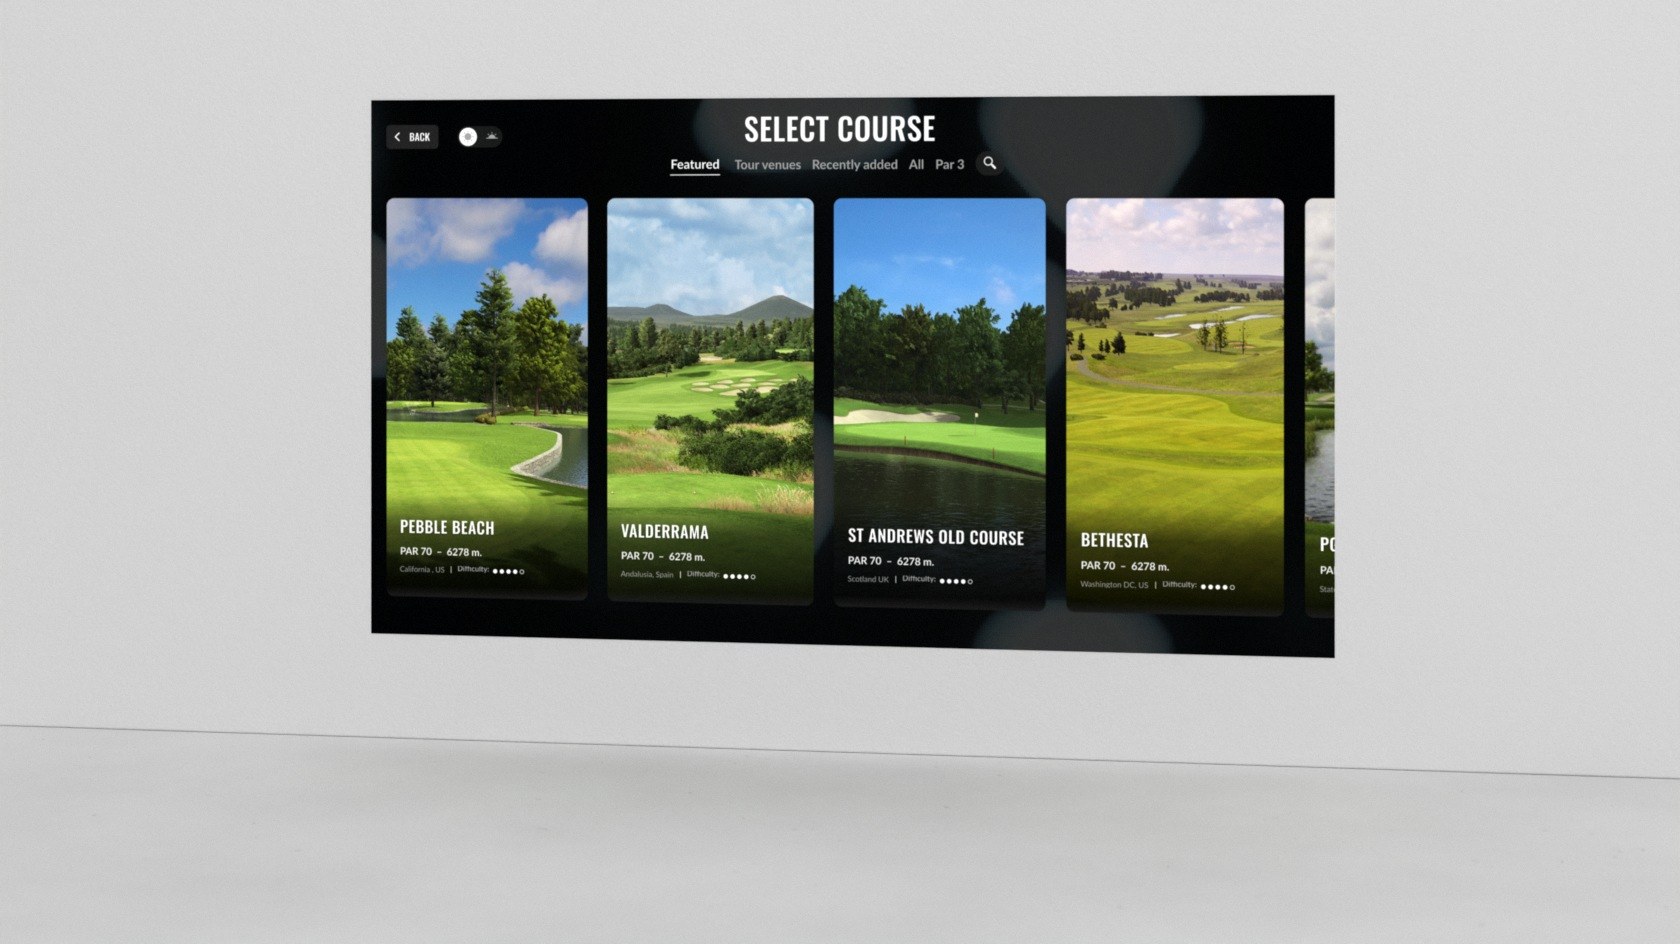 BACK
SELECT COURSE
Featured Tour venues Recently added All Par 3
PEBBLE BEACH
PAR 70 – 6278 m.
California , US | Difficulty:
VALDERRAMA
PAR 70 – 6278 m.
Andalusia, Spain | Difficulty:
ST ANDREWS OLD COURSE
PAR 70 – 6278 m.
Scotland UK | Difficulty:
BETHESTA
PAR 70 – 6278 m.
Washington DC, US | Difficulty: